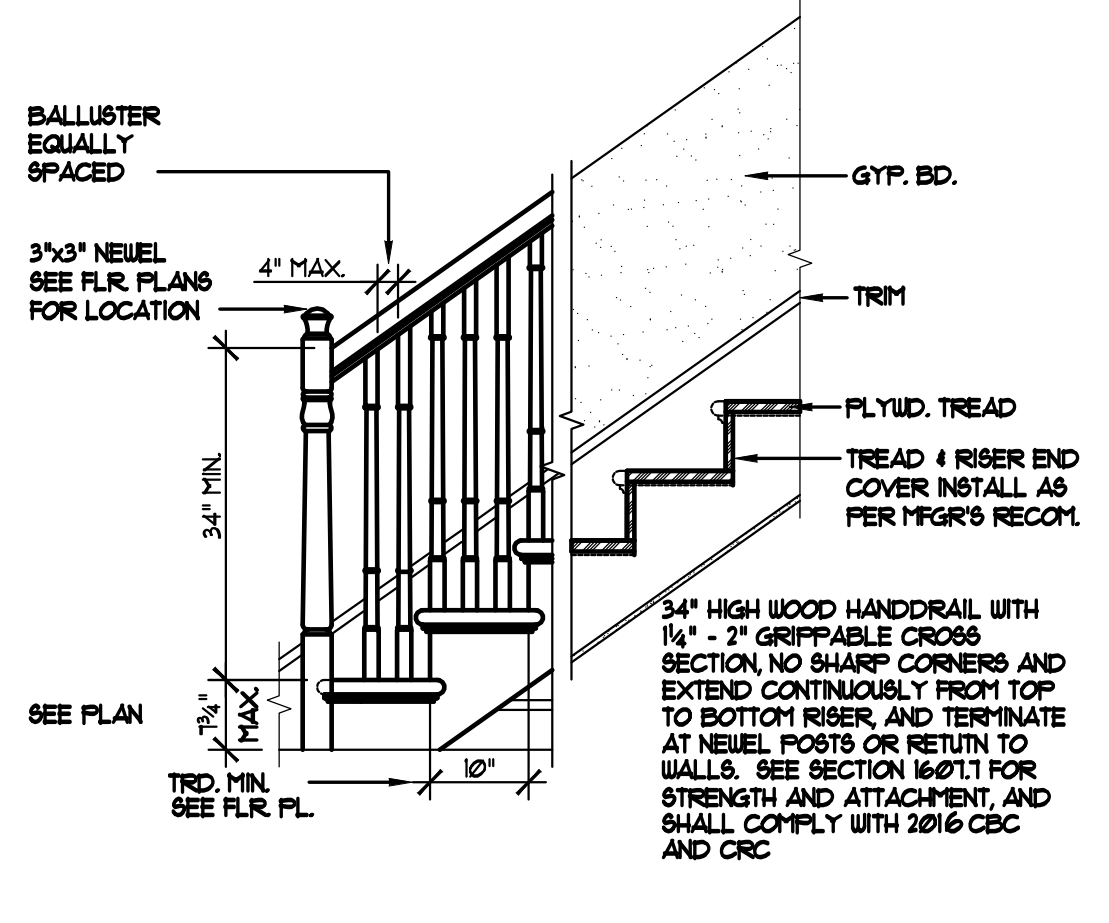 BALLUSTER
EQUALLY
SPACED
3"x3" NEWEL
SEE FLR. PLANS
FOR LOCATION
4" MAX.
34" MIN.
SEE PLAN
7 3/4"
MAX.
TRD. MIN.
SEE FLR. PL.
10"
GYP. BD.
TRIM
PLYWD. TREAD
TREAD & RISER END
COVER INSTALL AS
PER MFGR'S RECOM.
34" HIGH WOOD HANDDRAIL WITH
1 1/4" - 2" GRIPPABLE CROSS
SECTION, NO SHARP CORNERS AND
EXTEND CONTINUOUSLY FROM TOP
TO BOTTOM RISER, AND TERMINATE
AT NEWEL POSTS OR RETUTN TO
WALLS. SEE SECTION 1607.7 FOR
STRENGTH AND ATTACHMENT, AND
SHALL COMPLY WITH 2016 CBC
AND CRC